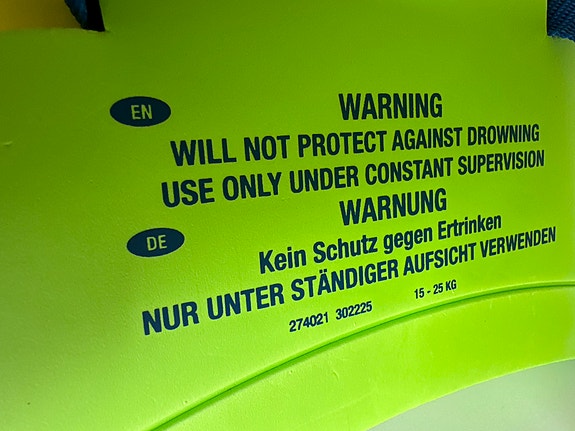 EN
WARNING
WILL NOT PROTECT AGAINST DROWNING
USE ONLY UNDER CONSTANT SUPERVISION
WARNUNG
DE
Kein Schutz gegen Ertrinken
NUR UNTER STÄNDIGER AUFSICHT VERWENDEN
274021 302225 15 - 25 KG